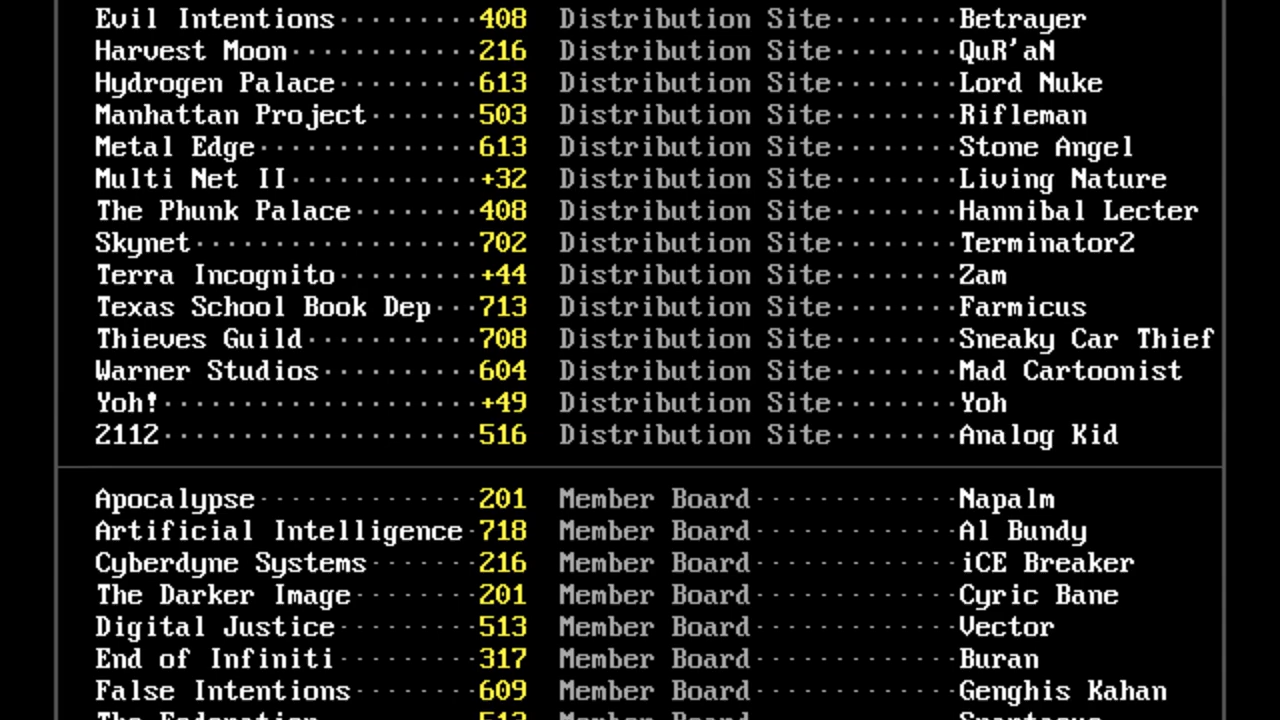 Evil Intentions·········408 Distribution Site········Betrayer
Harvest Moon············216 Distribution Site········QuR'aN
Hydrogen Palace·········613 Distribution Site········Lord Nuke
Manhattan Project·······503 Distribution Site········Rifleman
Metal Edge··············613 Distribution Site········Stone Angel
Multi Net II············+32 Distribution Site········Living Nature
The Phunk Palace········408 Distribution Site········Hannibal Lecter
Skynet··················702 Distribution Site········Terminator2
Terra Incognito·········+44 Distribution Site········Zam
Texas School Book Dep···713 Distribution Site········Farmicus
Thieves Guild···········708 Distribution Site········Sneaky Car Thief
Warner Studios··········604 Distribution Site········Mad Cartoonist
Yoh!····················+49 Distribution Site········Yoh
2112····················516 Distribution Site········Analog Kid
Apocalypse··············201 Member Board·············Napalm
Artificial Intelligence·718 Member Board·············Al Bundy
Cyberdyne Systems·······216 Member Board·············iCE Breaker
The Darker Image········201 Member Board·············Cyric Bane
Digital Justice·········513 Member Board·············Vector
End of Infiniti·········317 Member Board·············Buran
False Intentions········609 Member Board·············Genghis Kahan
The Federation··········513 Member Board·············